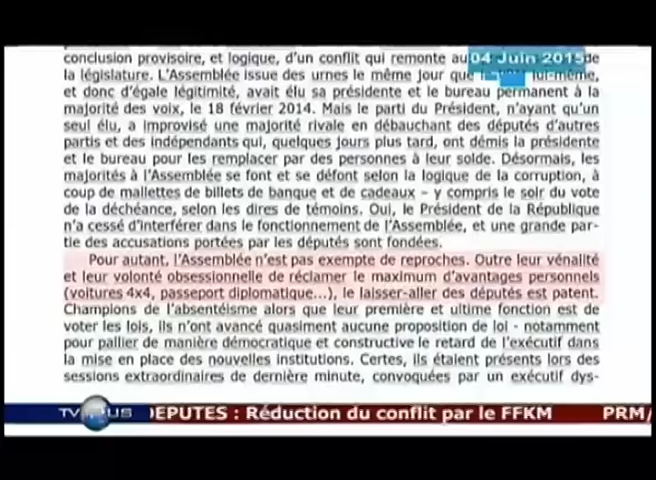 conclusion provisoire, et logique, d'un conflit qui remonte au 04 Juin 2015 de
la législature. L'Assemblée issue des urnes le même jour que lui-même,
et donc d'égale légitimité, avait élu sa présidente et le bureau permanent à la
majorité des voix, le 18 février 2014. Mais le parti du Président, n'ayant qu'un
seul élu, a improvisé une majorité rivale en débauchant des députés d'autres
partis et des indépendants qui, quelques jours plus tard, ont démis la présidente
et le bureau pour les remplacer par des personnes à leur solde. Désormais, les
majorités à l'Assemblée se font et se défont selon la logique de la corruption, à
coup de mallettes de billets de banque et de cadeaux – y compris le soir du vote
de la déchéance, selon les dires de témoins. Oui, le Président de la République
n'a cessé d'interférer dans le fonctionnement de l'Assemblée, et une grande par-
tie des accusations portées par les députés sont fondées.
Pour autant, l'Assemblée n'est pas exempte de reproches. Outre leur vénalité
et leur volonté obsessionnelle de réclamer le maximum d'avantages personnels
(voitures 4x4, passeport diplomatique...), le laisser-aller des députés est patent.
Champions de l'absentéisme alors que leur première et ultime fonction est de
voter les lois, ils n'ont avancé quasiment aucune proposition de loi - notamment
pour pallier de manière démocratique et constructive le retard de l'exécutif dans
la mise en place des nouvelles institutions. Certes, ils étaient présents lors des
sessions extraordinaires de dernière minute, convoquées par un exécutif dys-
TV PLUS DEPUTES : Réduction du conflit par le FFKM PRM/